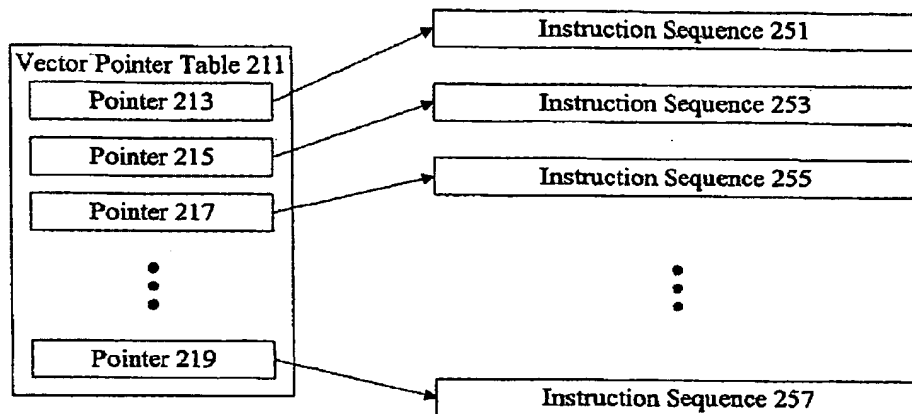 Vector Pointer Table 211
Pointer 213
Pointer 215
Pointer 217
Pointer 219
Instruction Sequence 251
Instruction Sequence 253
Instruction Sequence 255
Instruction Sequence 257